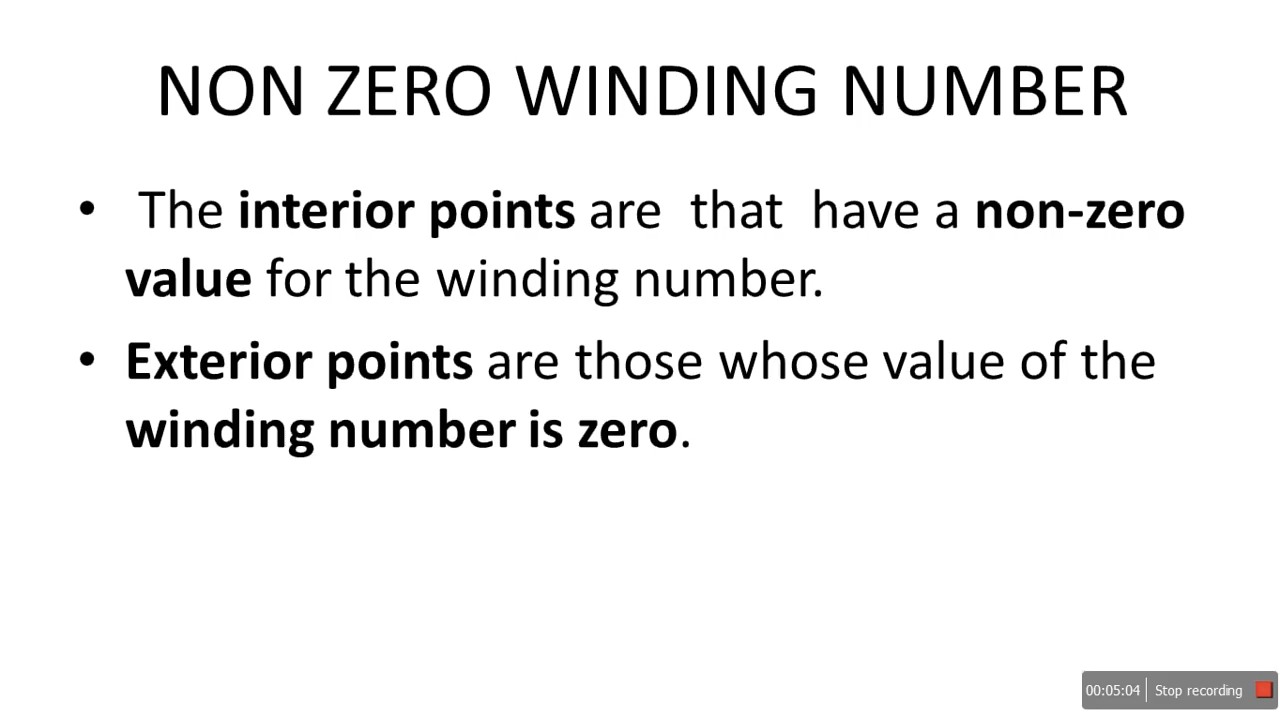 NON ZERO WINDING NUMBER
• The interior points are that have a non-zero
value for the winding number.
• Exterior points are those whose value of the
winding number is zero.
00:05:04 Stop recording